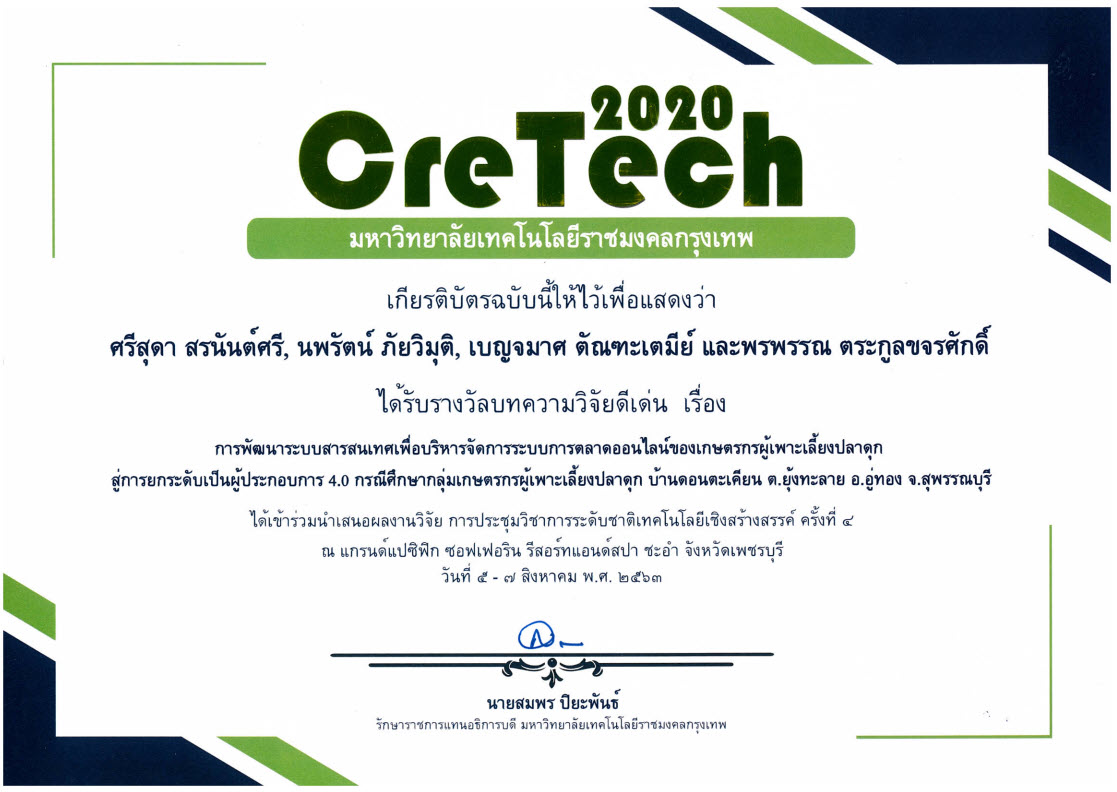 2020
CreTech
มหาวิทยาลัยเทคโนโลยีราชมงคลกรุงเทพ
เกียรติบัตรฉบับนี้ให้ไว้เพื่อแสดงว่า
ศรีสุดา สรนันต์ศรี, นพรัตน์ ภัยวิมุติ, เบญจมาศ ตัณฑะเตมีย์ และพรพรรณ ตระกูลขจรศักดิ์
ได้รับรางวัลบทความวิจัยดีเด่น เรื่อง
การพัฒนาระบบสารสนเทศเพื่อบริหารจัดการระบบการตลาดออนไลน์ของเกษตรกรผู้เพาะเลี้ยงปลาดุก
สู่การยกระดับเป็นผู้ประกอบการ 4.0 กรณีศึกษากลุ่มเกษตรกรผู้เพาะเลี้ยงปลาดุก บ้านดอนตะเคียน ต.ยุ้งทะลาย อ.อู่ทอง จ.สุพรรณบุรี
ได้เข้าร่วมนำเสนอผลงานวิจัย การประชุมวิชาการระดับชาติเทคโนโลยีเชิงสร้างสรรค์ ครั้งที่ ๔
ณ แกรนด์แปซิฟิก ซอฟเฟอริน รีสอร์ทแอนด์สปา ชะอำ จังหวัดเพชรบุรี
วันที่ ๕ - ๗ สิงหาคม พ.ศ. ๒๕๖๓
นายสมพร ปิยะพันธ์
รักษาราชการแทนอธิการบดี มหาวิทยาลัยเทคโนโลยีราชมงคลกรุงเทพ